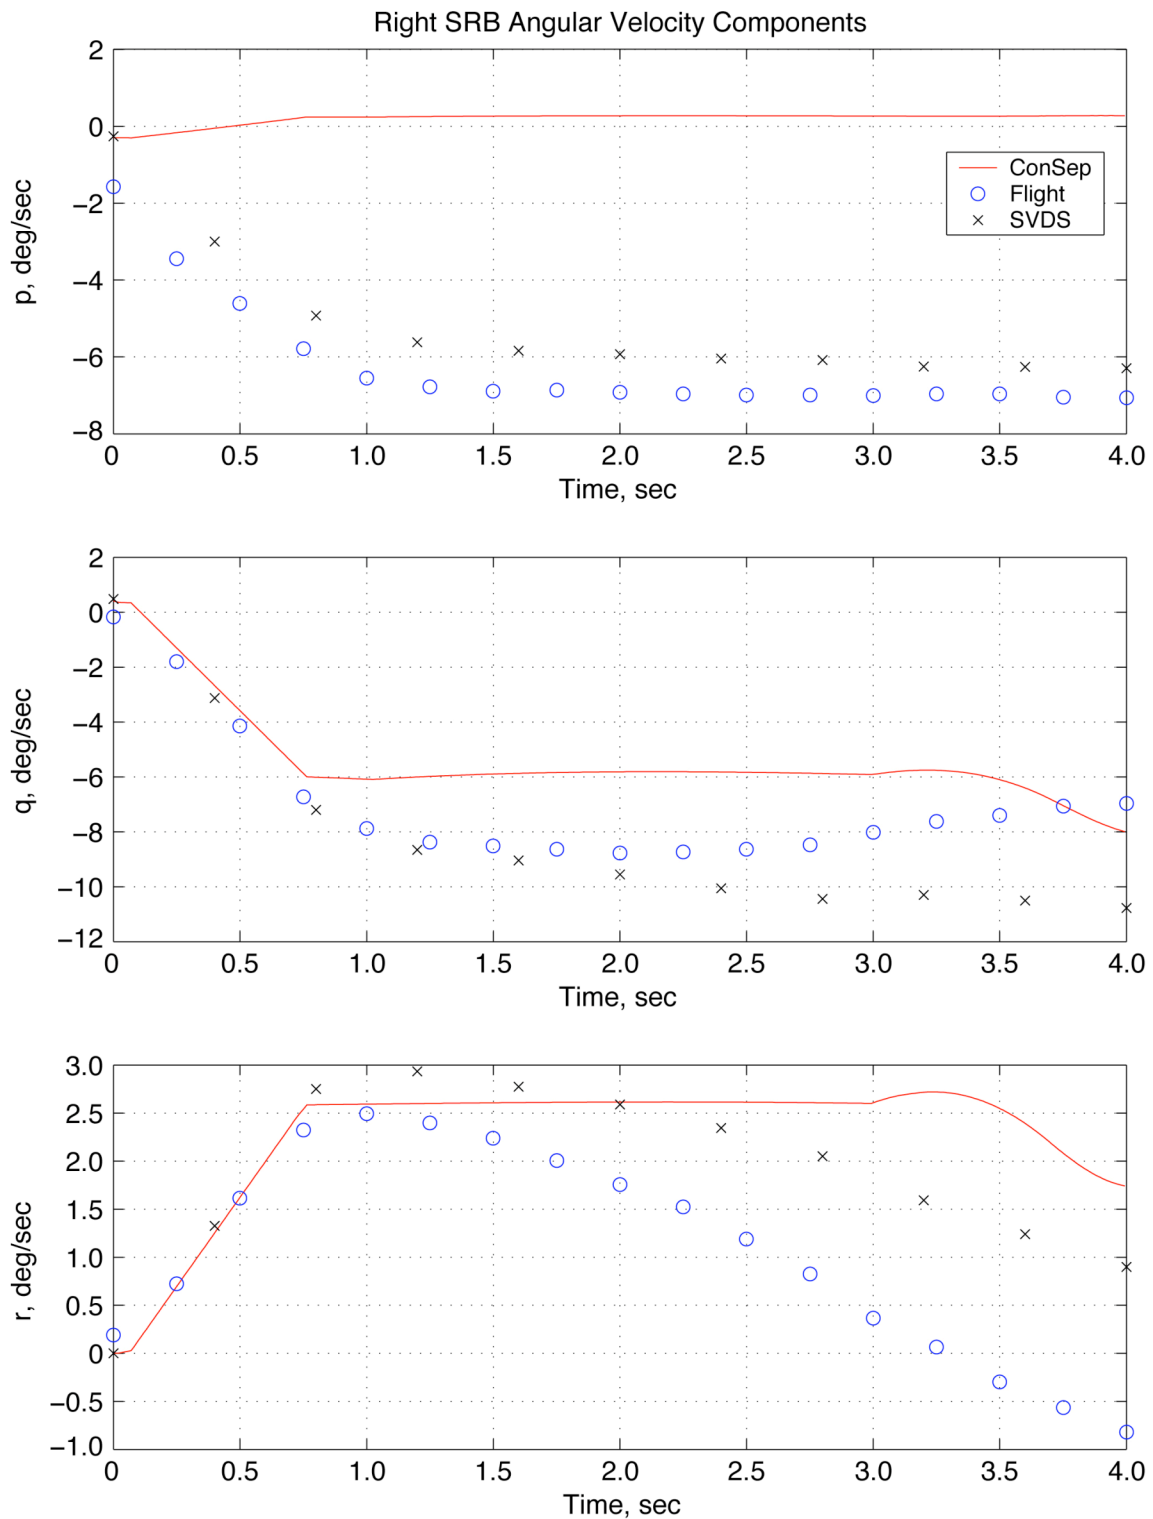 Right SRB Angular Velocity Components
2
0
−2
−4
−6
−8
p, deg/sec
ConSep
Flight
SVDS
0 0.5 1.0 1.5 2.0 2.5 3.0 3.5 4.0
Time, sec
2
0
−2
−4
−6
−8
−10
−12
q, deg/sec
0 0.5 1.0 1.5 2.0 2.5 3.0 3.5 4.0
Time, sec
3.0
2.5
2.0
1.5
1.0
0.5
0
−0.5
−1.0
r, deg/sec
0 0.5 1.0 1.5 2.0 2.5 3.0 3.5 4.0
Time, sec